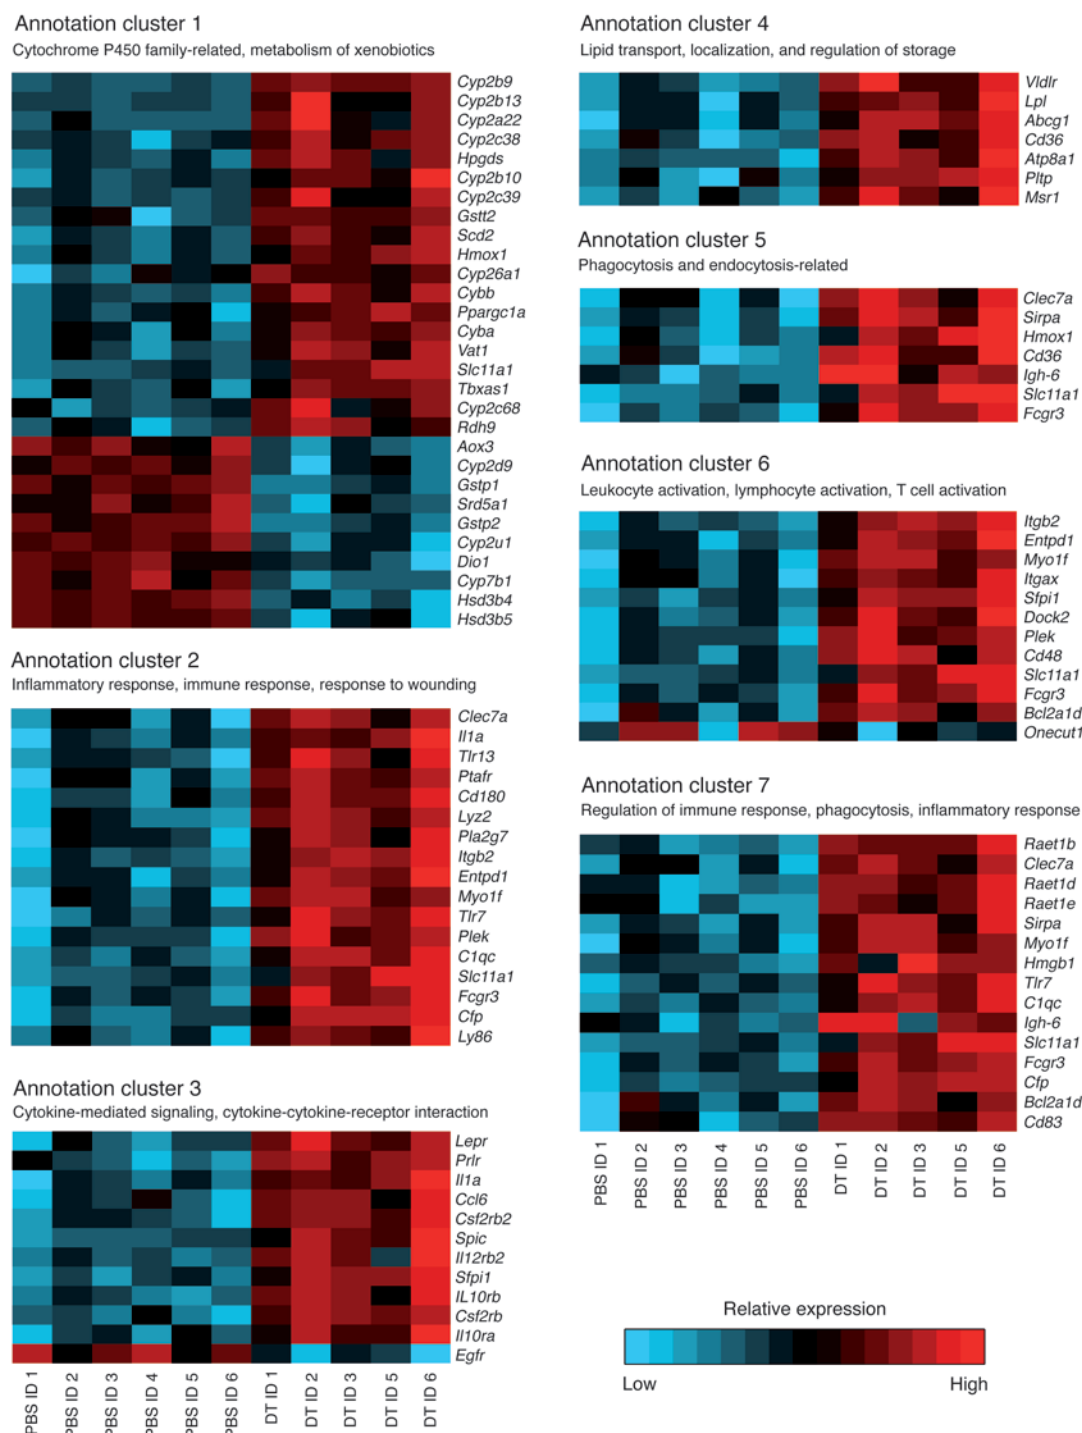 Annotation cluster 1
Cytochrome P450 family-related, metabolism of xenobiotics
Cyp2b9
Cyp2b13
Cyp2a22
Cyp2c38
Hpgds
Cyp2b10
Cyp2c39
Gstt2
Scd2
Hmox1
Cyp26a1
Cybb
Ppargc1a
Cyba
Vat1
Slc11a1
Tbxas1
Cyp2c68
Rdh9
Aox3
Cyp2d9
Gstp1
Srd5a1
Gstp2
Cyp2u1
Dio1
Cyp7b1
Hsd3b4
Hsd3b5
Annotation cluster 2
Inflammatory response, immune response, response to wounding
Clec7a
Il1a
Tlr13
Ptafr
Cd180
Lyz2
Pla2g7
Itgb2
Entpd1
Myo1f
Tlr7
Plek
C1qc
Slc11a1
Fcgr3
Cfp
Ly86
Annotation cluster 3
Cytokine-mediated signaling, cytokine-cytokine-receptor interaction
Lepr
Prlr
Il1a
Ccl6
Csf2rb2
Spic
Il12rb2
Sfpi1
IL10rb
Csf2rb
Il10ra
Egfr
PBS ID 1
PBS ID 2
PBS ID 3
PBS ID 4
PBS ID 5
PBS ID 6
DT ID 1
DT ID 2
DT ID 3
DT ID 5
DT ID 6
Annotation cluster 4
Lipid transport, localization, and regulation of storage
Vldlr
Lpl
Abcg1
Cd36
Atp8a1
Pltp
Msr1
Annotation cluster 5
Phagocytosis and endocytosis-related
Clec7a
Sirpa
Hmox1
Cd36
Igh-6
Slc11a1
Fcgr3
Annotation cluster 6
Leukocyte activation, lymphocyte activation, T cell activation
Itgb2
Entpd1
Myo1f
Itgax
Sfpi1
Dock2
Plek
Cd48
Slc11a1
Fcgr3
Bcl2a1d
Onecut1
Annotation cluster 7
Regulation of immune response, phagocytosis, inflammatory response
Raet1b
Clec7a
Raet1d
Raet1e
Sirpa
Myo1f
Hmgb1
Tlr7
C1qc
Igh-6
Slc11a1
Fcgr3
Cfp
Bcl2a1d
Cd83
PBS ID 1
PBS ID 2
PBS ID 3
PBS ID 4
PBS ID 5
PBS ID 6
DT ID 1
DT ID 2
DT ID 3
DT ID 5
DT ID 6
Relative expression
Low High